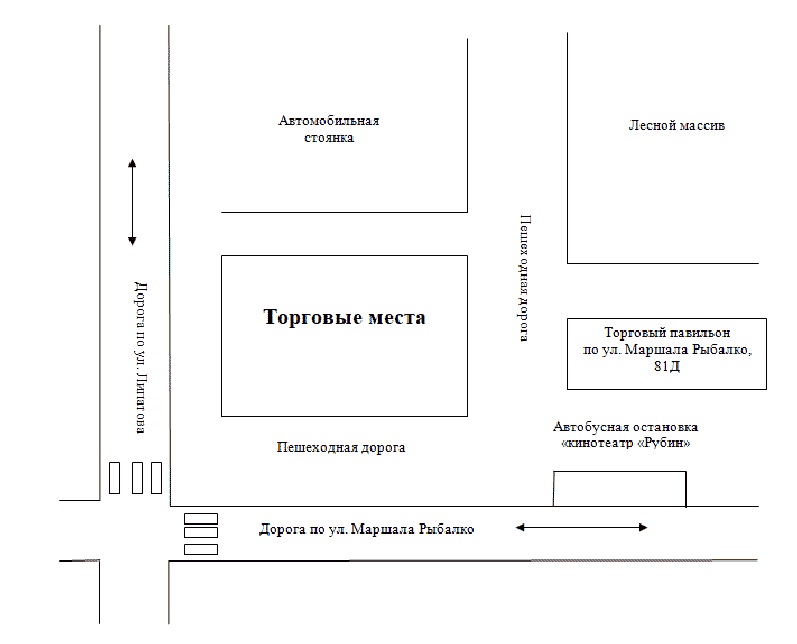 Автомобильная
стоянка
Лесной массив
Пешеходная дорога
Дорога по ул. Липатова
Торговые места
Торговый павильон
по ул. Маршала Рыбалко,
81Д
Автобусная остановка
«кинотеатр «Рубин»
Пешеходная дорога
Дорога по ул. Маршала Рыбалко